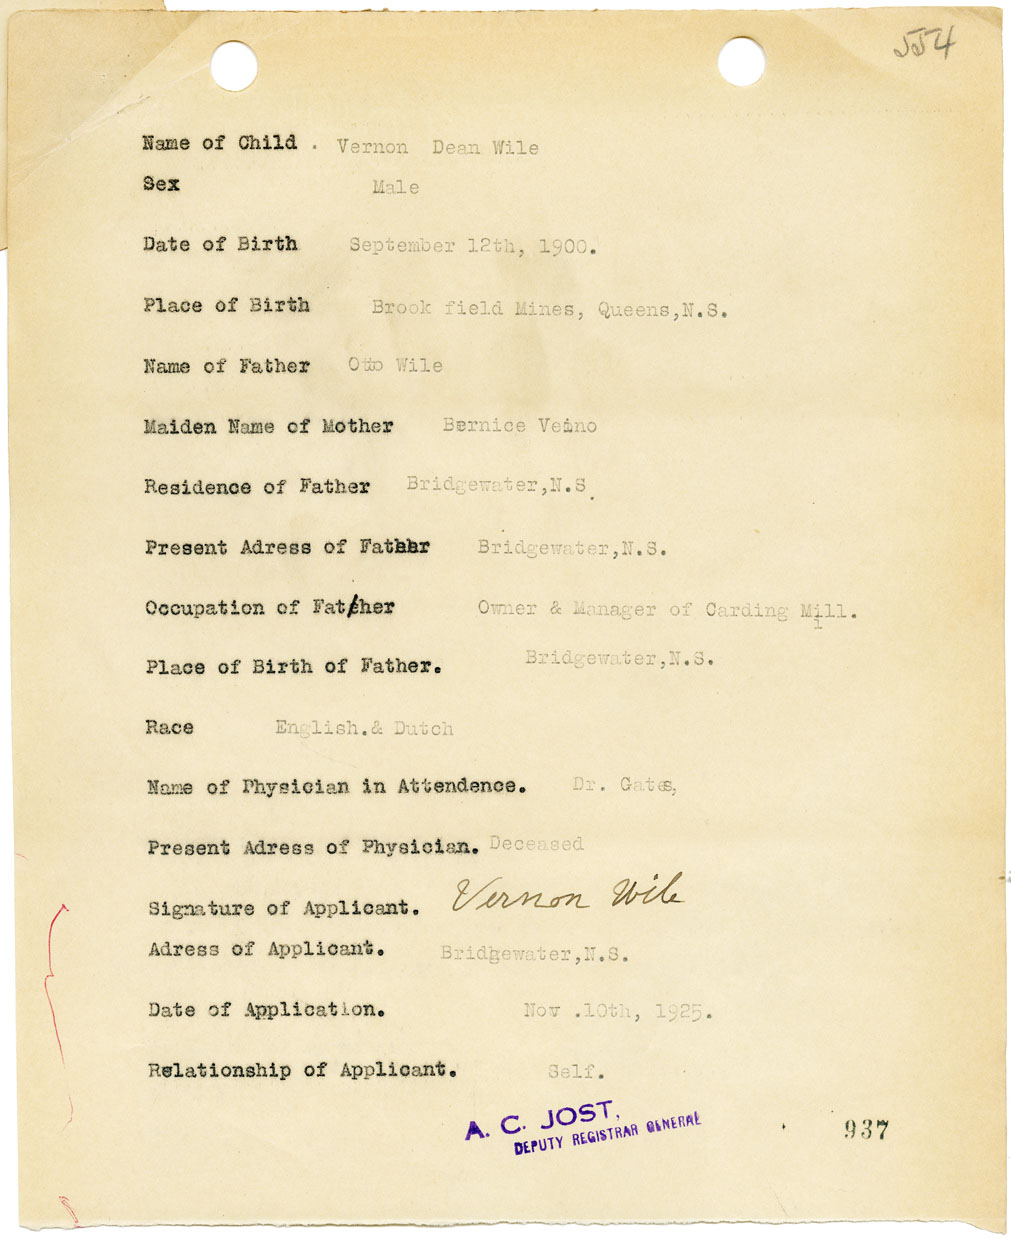 554
Name of Child . Vernon Dean Wile
Sex Male
Date of Birth September 12th, 1900.
Place of Birth Brook field Mines, Queens,N.S.
Name of Father Otto Wile
Maiden Name of Mother Bernice Veino
Residence of Father Bridgewater,N.S.
Present Adress of Father Bridgewater,N.S.
Occupation of Father Owner & Manager of Carding Mill.
Place of Birth of Father. Bridgewater,N.S.
Race English.& Dutch
Name of Physician in Attendence. Dr. Gates,
Present Adress of Physician. Deceased
Signature of Applicant. Vernon Wile
Adress of Applicant. Bridgewater,N.S.
Date of Application. Nov .10th, 1925.
Relationship of Applicant. Self.
A. C. JOST,
DEPUTY REGISTRAR GENERAL
937